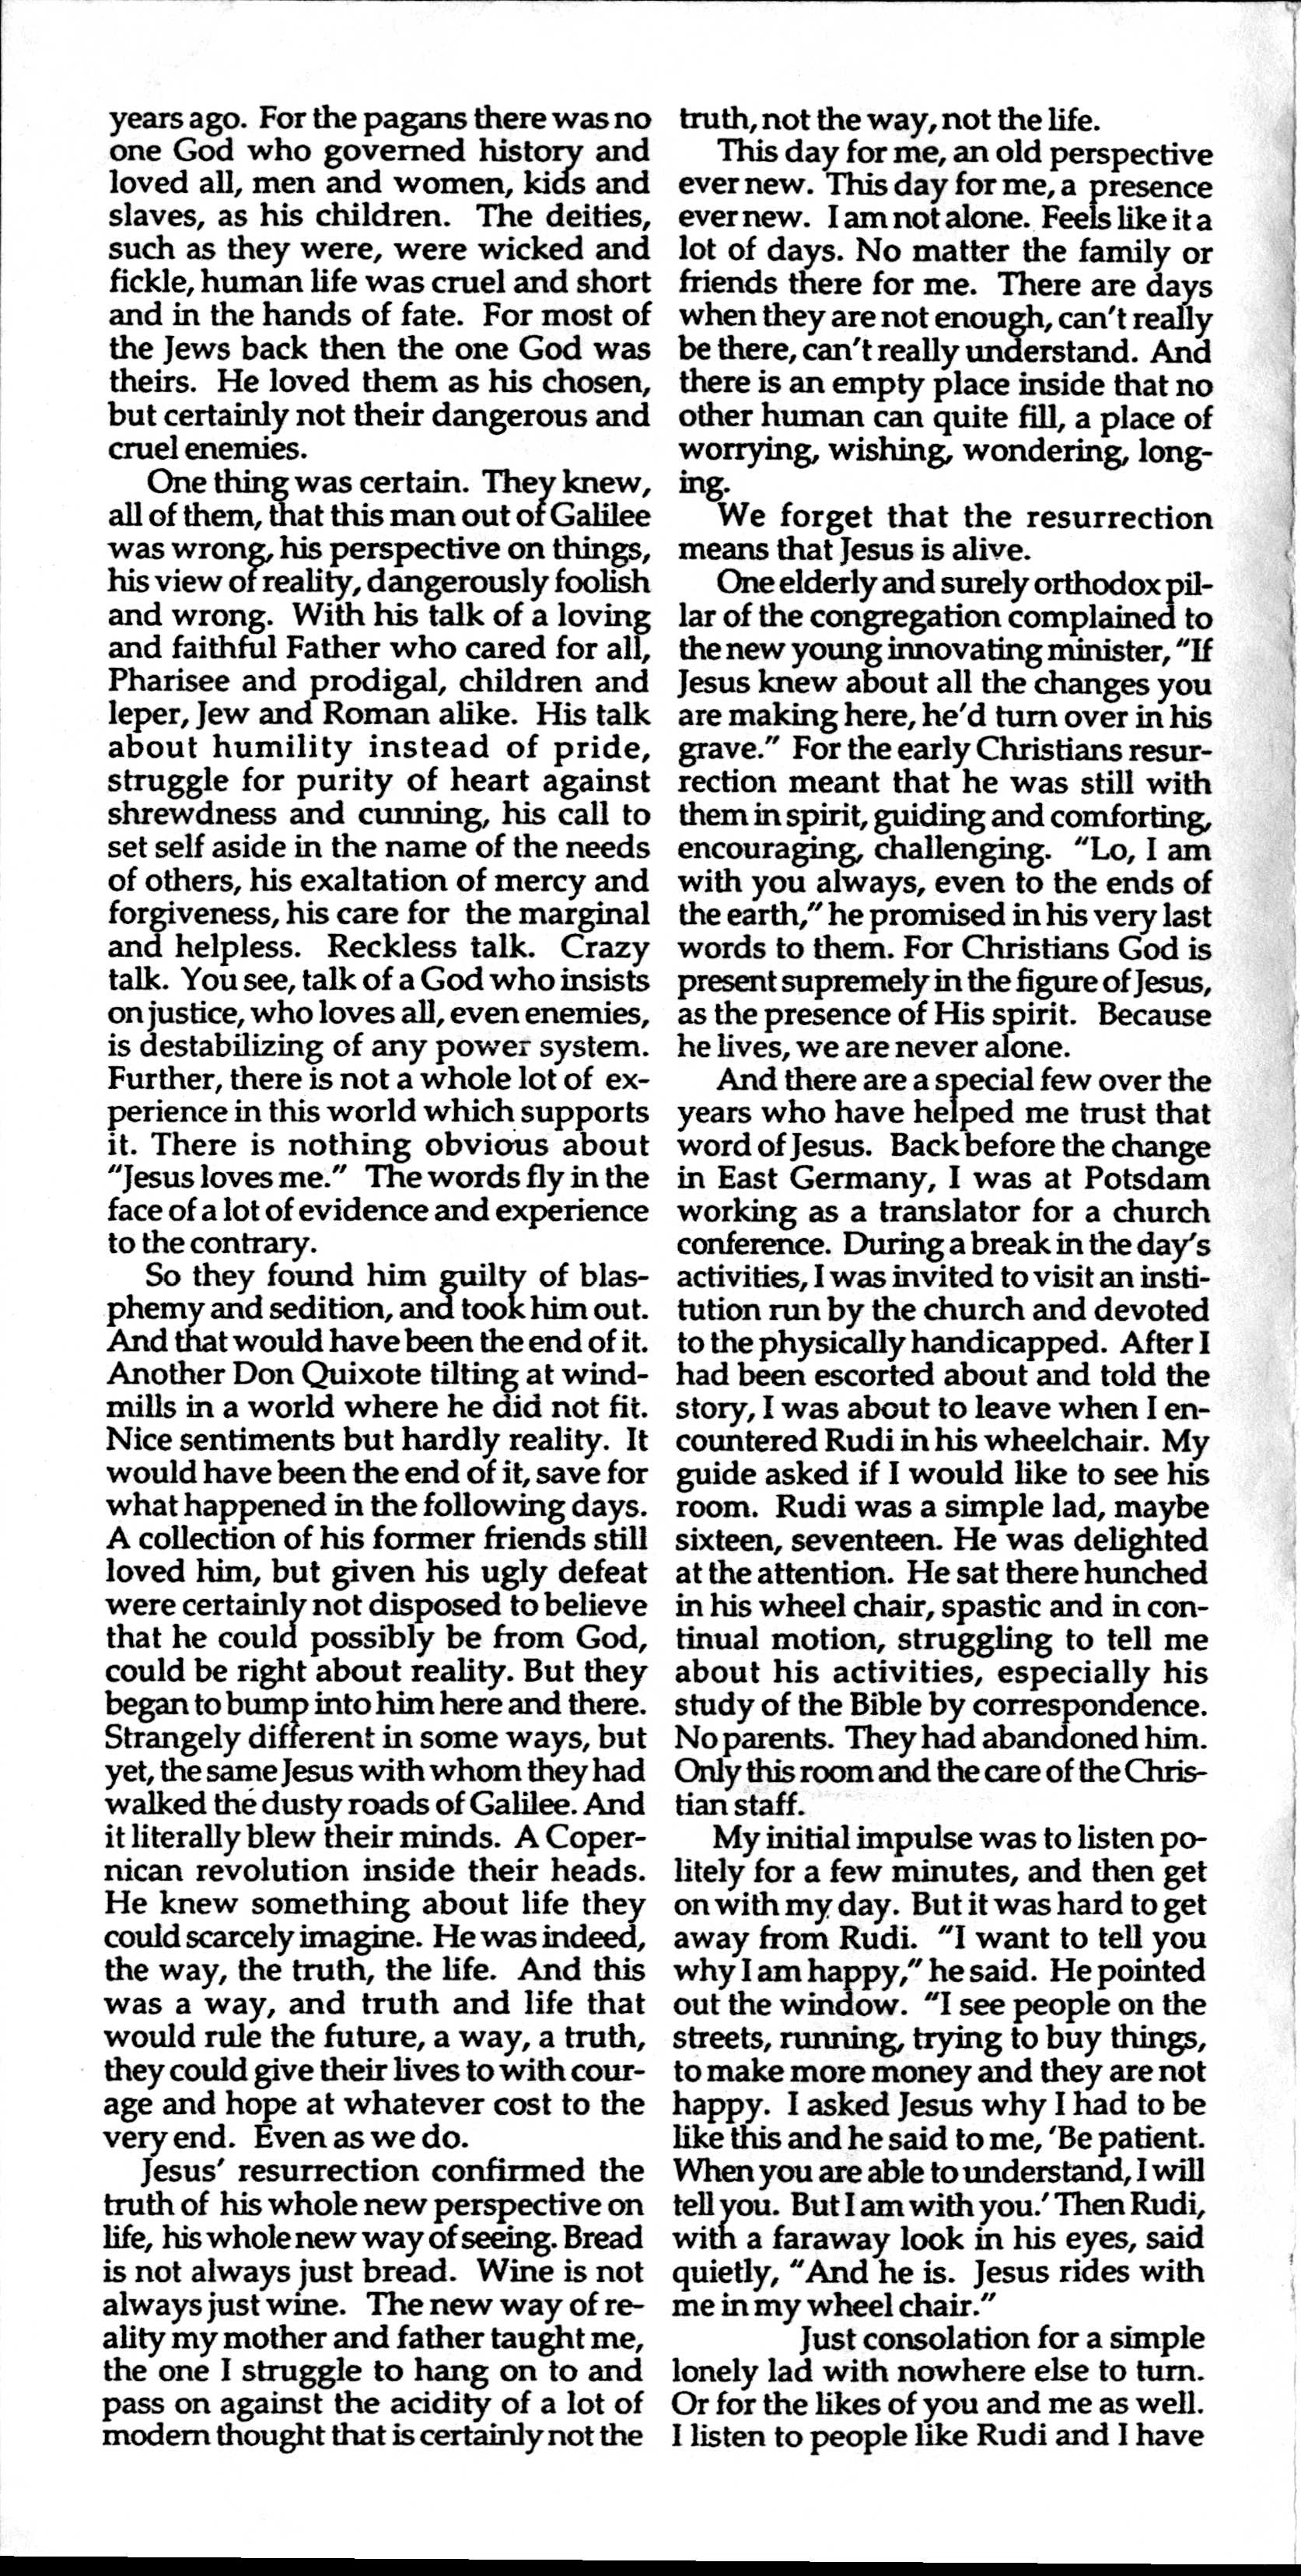 years ago. For the pagans there was no
one God who governed history and
loved all, men and women, kids and
slaves, as his children. The deities,
such as they were, were wicked and
fickle, human life was cruel and short
and in the hands of fate. For most of
the Jews back then the one God was
theirs. He loved them as his chosen,
but certainly not their dangerous and
cruel enemies.
One thing was certain. They knew,
all of them, that this man out of Galilee
was wrong, his perspective on things,
his view of reality, dangerously foolish
and wrong. With his talk of a loving
and faithful Father who cared for all,
Pharisee and prodigal, children and
leper, Jew and Roman alike. His talk
about humility instead of pride,
struggle for purity of heart against
shrewdness and cunning, his call to
set self aside in the name of the needs
of others, his exaltation of mercy and
forgiveness, his care for the marginal
and helpless. Reckless talk. Crazy
talk. You see, talk of a God who insists
on justice, who loves all, even enemies,
is destabilizing of any power system.
Further, there is not a whole lot of ex-
perience in this world which supports
it. There is nothing obvious about
“Jesus loves me.” The words fly in the
face of a lot of evidence and experience
to the contrary.
So they found him guilty of blas-
phemy and sedition, and took him out.
And that would have been the end of it.
Another Don Quixote tilting at wind-
mills in a world where he did not fit.
Nice sentiments but hardly reality. It
would have been the end of it, save for
what happened in the following days.
A collection of his former friends still
loved him, but given his ugly defeat
were certainly not disposed to believe
that he could possibly be from God,
could be right about reality. But they
began to bump into him here and there.
Strangely different in some ways, but
yet, the same Jesus with whom they had
walked the dusty roads of Galilee. And
it literally blew their minds. A Coper-
nican revolution inside their heads.
He knew something about life they
could scarcely imagine. He was indeed,
the way, the truth, the life. And this
was a way, and truth and life that
would rule the future, a way, a truth,
they could give their lives to with cour-
age and hope at whatever cost to the
very end. Even as we do.
Jesus’ resurrection confirmed the
truth of his whole new perspective on
life, his whole new way of seeing. Bread
is not always just bread. Wine is not
always just wine. The new way of re-
ality my mother and father taught me,
the one I struggle to hang on to and
pass on against the acidity of a lot of
modern thought that is certainly not the
truth, not the way, not the life.
This day for me, an old perspective
ever new. This day for me, a presence
ever new. I am not alone. Feels like it a
lot of days. No matter the family or
friends there for me. There are days
when they are not enough, can’t really
be there, can’t really understand. And
there is an empty place inside that no
other human can quite fill, a place of
worrying, wishing, wondering, long-
ing.
We forget that the resurrection
means that Jesus is alive.
One elderly and surely orthodox pil-
lar of the congregation complained to
the new young innovating minister, “If
Jesus knew about all the changes you
are making here, he’d turn over in his
grave.” For the early Christians resur-
rection meant that he was still with
them in spirit, guiding and comforting,
encouraging, challenging. “Lo, I am
with you always, even to the ends of
the earth,” he promised in his very last
words to them. For Christians God is
present supremely in the figure of Jesus,
as the presence of His spirit. Because
he lives, we are never alone.
And there are a special few over the
years who have helped me trust that
word of Jesus. Back before the change
in East Germany, I was at Potsdam
working as a translator for a church
conference. During a break in the day’s
activities, I was invited to visit an insti-
tution run by the church and devoted
to the physically handicapped. After I
had been escorted about and told the
story, I was about to leave when I en-
countered Rudi in his wheelchair. My
guide asked if I would like to see his
room. Rudi was a simple lad, maybe
sixteen, seventeen. He was delighted
at the attention. He sat there hunched
in his wheel chair, spastic and in con-
tinual motion, struggling to tell me
about his activities, especially his
study of the Bible by correspondence.
No parents. They had abandoned him.
Only this room and the care of the Chris-
tian staff.
My initial impulse was to listen po-
litely for a few minutes, and then get
on with my day. But it was hard to get
away from Rudi. “I want to tell you
why I am happy,” he said. He pointed
out the window. “I see people on the
streets, running, trying to buy things,
to make more money and they are not
happy. I asked Jesus why I had to be
like this and he said to me, ‘Be patient.
When you are able to understand, I will
tell you. But I am with you.’ Then Rudi,
with a faraway look in his eyes, said
quietly, “And he is. Jesus rides with
me in my wheel chair.”
Just consolation for a simple
lonely lad with nowhere else to turn.
Or for the likes of you and me as well.
I listen to people like Rudi and I have